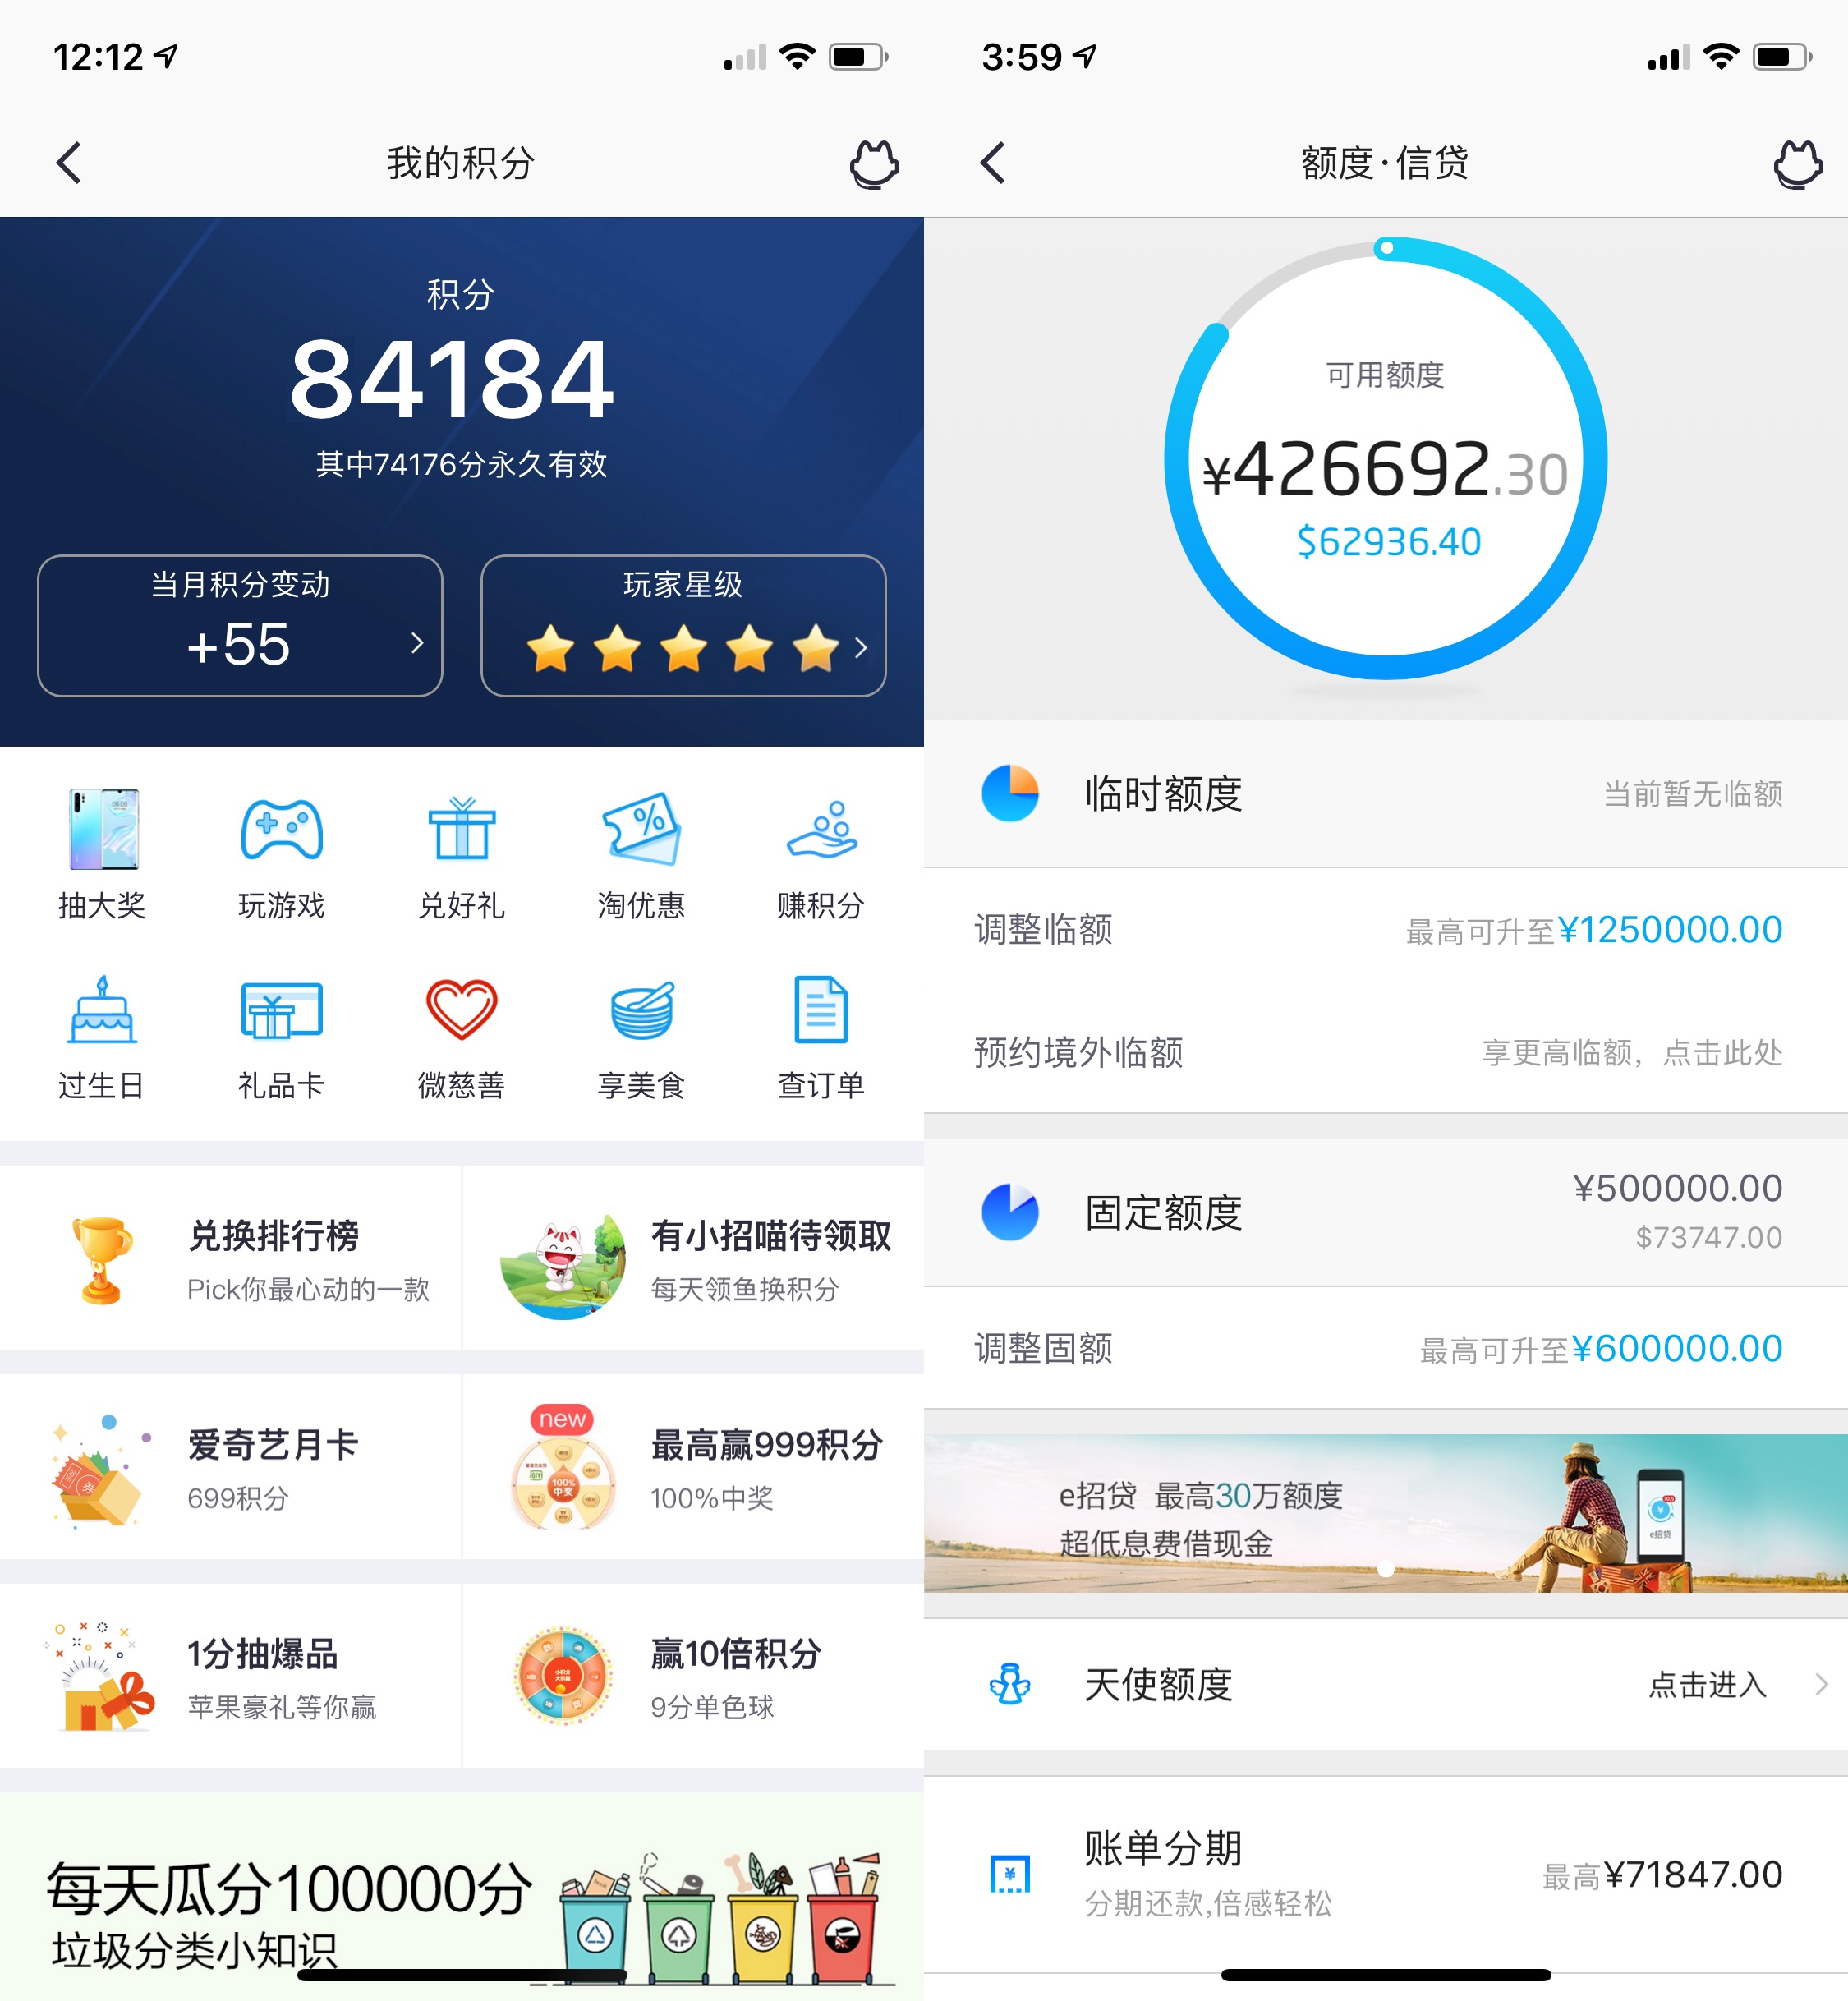 12:12
我的积分
积分
84184
其中74176分永久有效
当月积分变动
+55
玩家星级
抽大奖
玩游戏
兑好礼
淘优惠
赚积分
过生日
礼品卡
微慈善
享美食
查订单
兑换排行榜
Pick你最心动的一款
有小招喵待领取
每天领鱼换积分
爱奇艺月卡
699积分
new
100%
中奖
最高赢999积分
100%中奖
1分抽爆品
苹果豪礼等你赢
赢10倍积分
9分单色球
每天瓜分100000分
垃圾分类小知识
3:59
额度·信贷
可用额度
¥426692.30
$62936.40
临时额度
当前暂无临额
调整临额
最高可升至¥1250000.00
预约境外临额
享更高临额，点击此处
固定额度
¥500000.00
$73747.00
调整固额
最高可升至¥600000.00
e招贷 最高30万额度
超低息费借现金
e招贷
天使额度
点击进入
账单分期
分期还款,倍感轻松
最高¥71847.00